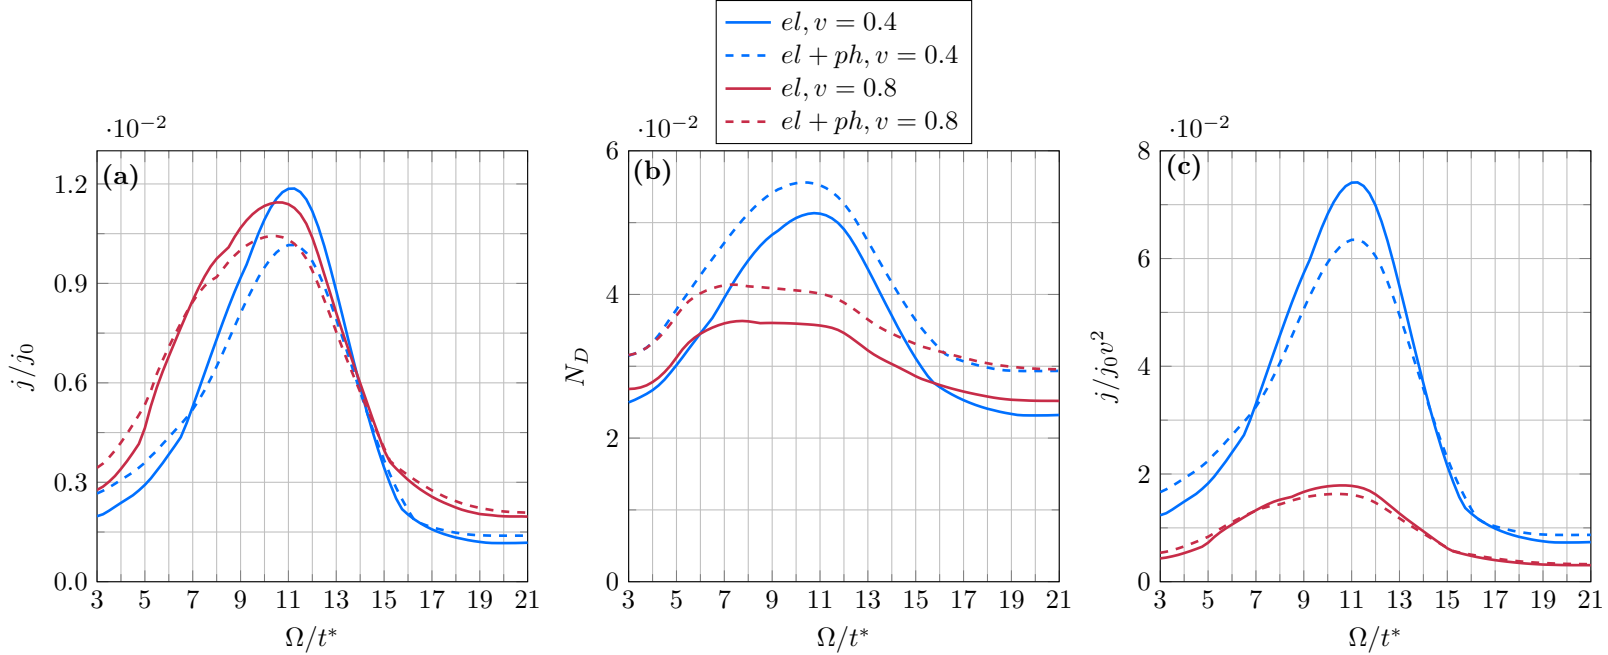 el, v = 0.4
el + ph, v = 0.4
el, v = 0.8
el + ph, v = 0.8
·10⁻²
(a)
1.2
0.9
0.6
0.3
0.0
j/j₀
3 5 7 9 11 13 15 17 19 21
Ω/t*
·10⁻²
(b)
6
4
2
0
N_D
3 5 7 9 11 13 15 17 19 21
Ω/t*
·10⁻²
(c)
8
6
4
2
0
j/j₀v²
3 5 7 9 11 13 15 17 19 21
Ω/t*